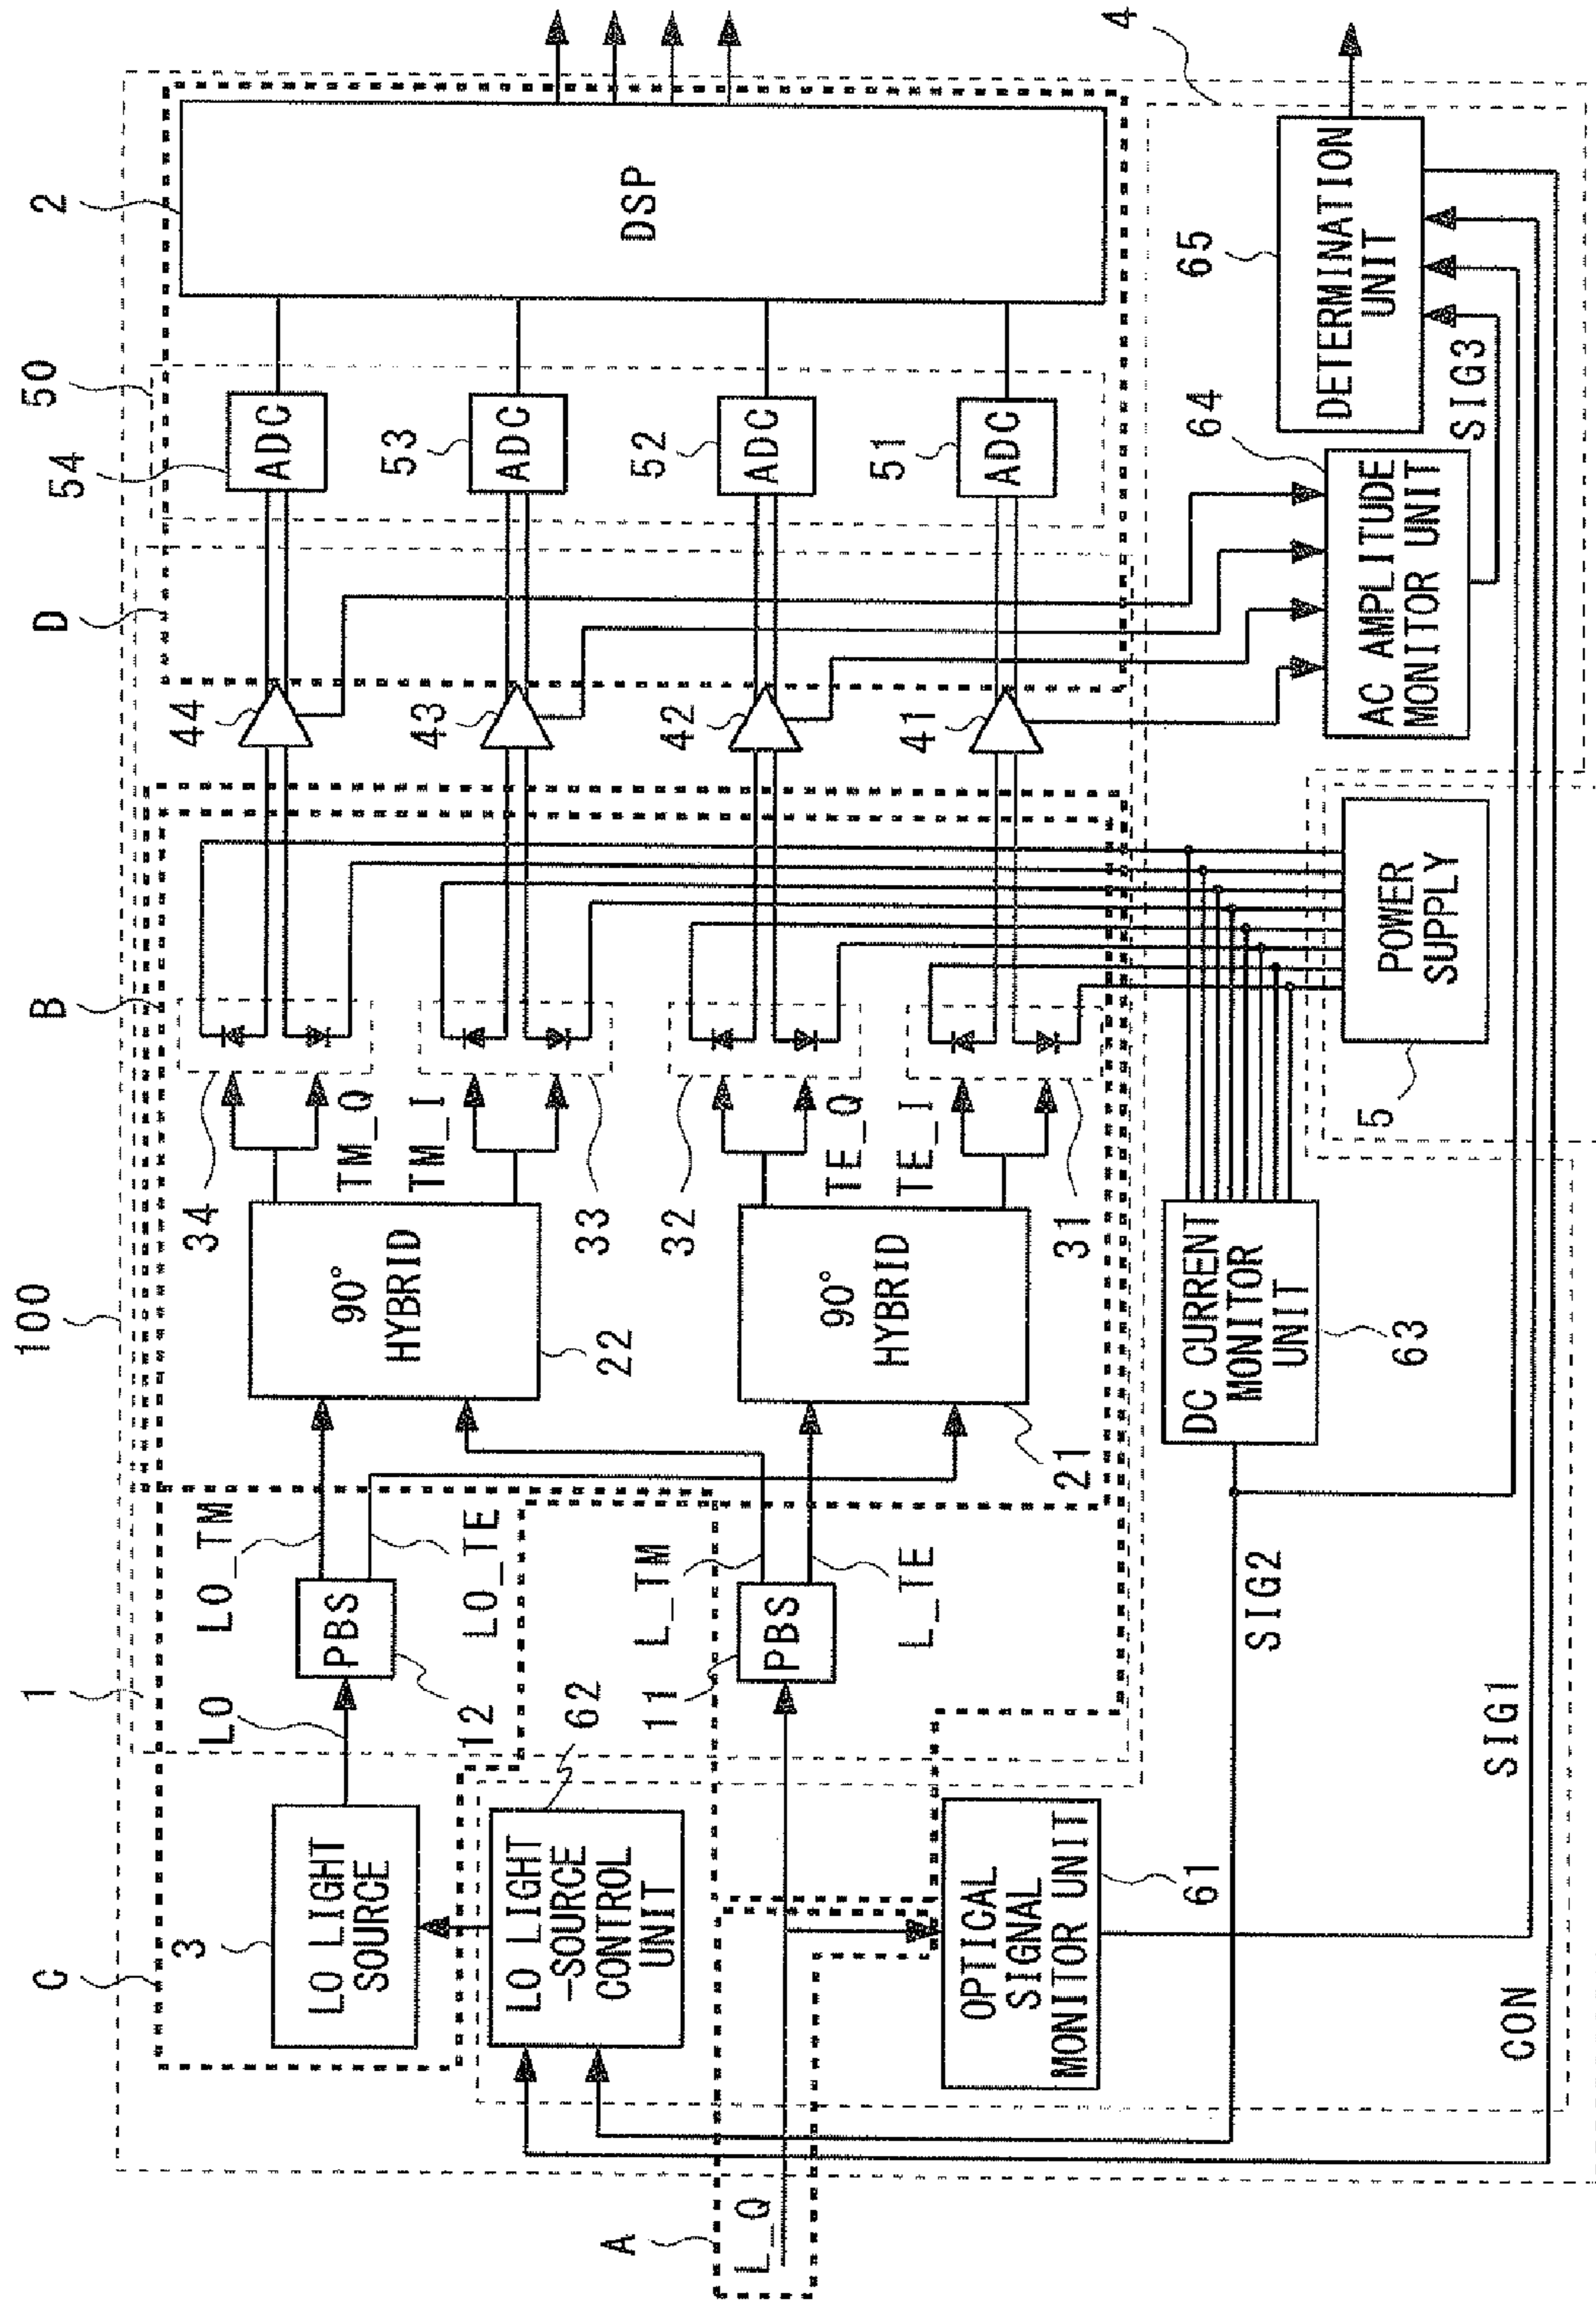 100
1
C
B
D
50
2
3
LO LIGHT
SOURCE
LO
PBS
12
LO_TM
LO_TE
90°
HYBRID
22
34
TM_Q
TM_I
33
44
43
54
ADC
53
ADC
DSP
62
LO LIGHT
-SOURCE
CONTROL
UNIT
A
L_Q
11
PBS
L_TM
L_TE
90°
HYBRID
21
32
TE_Q
TE_I
31
42
41
52
ADC
51
ADC
OPTICAL
SIGNAL
MONITOR UNIT
61
DC CURRENT
MONITOR
UNIT
63
5
POWER
SUPPLY
64
AC AMPLITUDE
MONITOR UNIT
65
DETERMINATION
UNIT
4
SIG2
SIG3
SIG1
CON